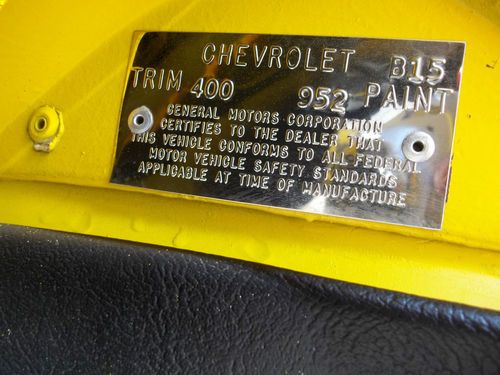 CHEVROLET B15
TRIM 400 952 PAINT
GENERAL MOTORS CORPORATION
CERTIFIES TO THE DEALER THAT
THIS VEHICLE CONFORMS TO ALL FEDERAL
MOTOR VEHICLE SAFETY STANDARDS
APPLICABLE AT TIME OF MANUFACTURE